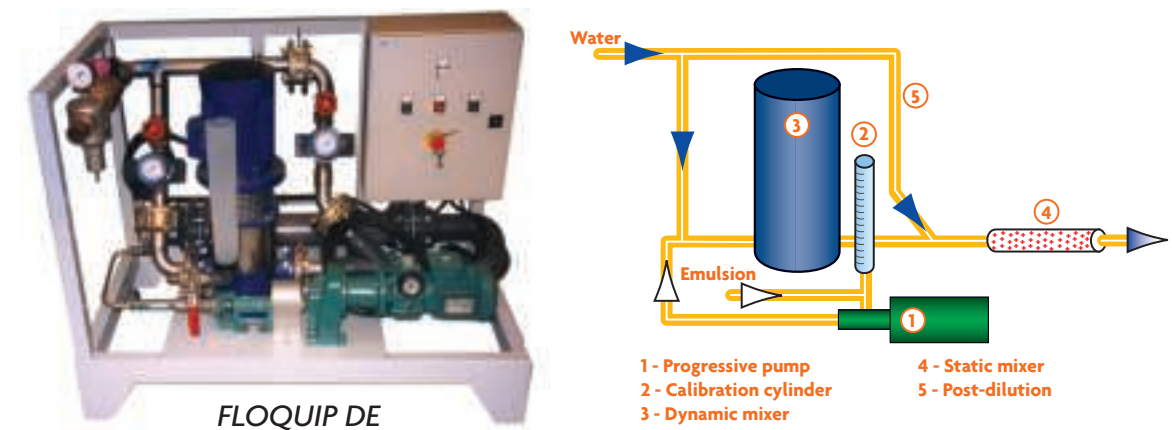 FLOQUIP DE
Water
5
2
3
4
Emulsion
1
1 - Progressive pump
2 - Calibration cylinder
3 - Dynamic mixer
4 - Static mixer
5 - Post-dilution